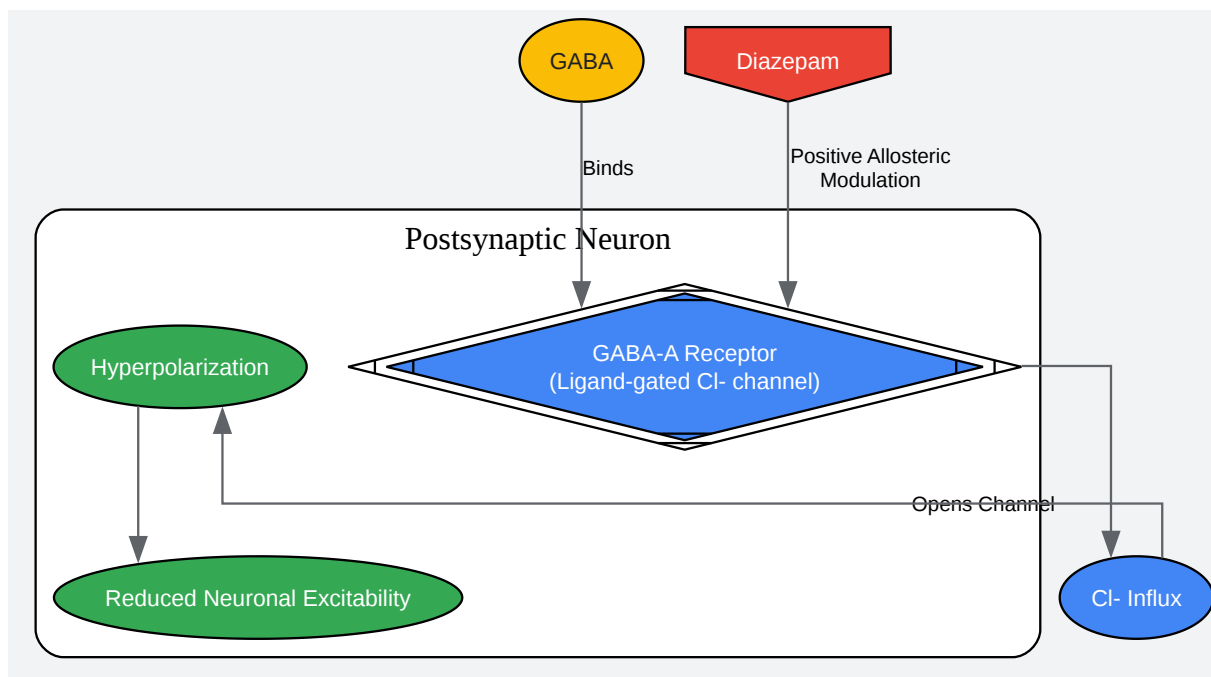 GABA
Diazepam
Binds
Positive Allosteric
Modulation
Postsynaptic Neuron
Hyperpolarization
GABA-A Receptor
(Ligand-gated Cl- channel)
Opens Channel
Reduced Neuronal Excitability
Cl- Influx